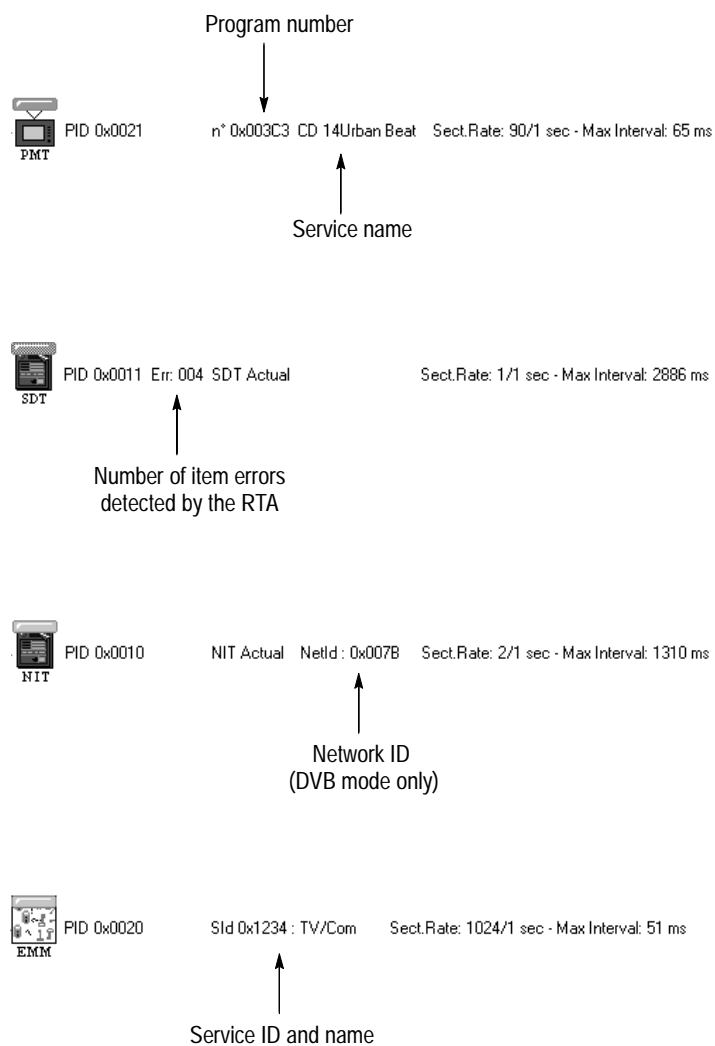 Program number
PID 0x0021 n° 0x003C3 CD 14Urban Beat Sect.Rate: 90/1 sec - Max Interval: 65 ms
PMT
Service name
PID 0x0011 Err: 004 SDT Actual Sect.Rate: 1/1 sec - Max Interval: 2886 ms
SDT
Number of item errors
detected by the RTA
PID 0x0010 NIT Actual NetId : 0x007B Sect.Rate: 2/1 sec - Max Interval: 1310 ms
NIT
Network ID
(DVB mode only)
PID 0x0020 SId 0x1234 : TV/Com Sect.Rate: 1024/1 sec - Max Interval: 51 ms
EMM
Service ID and name